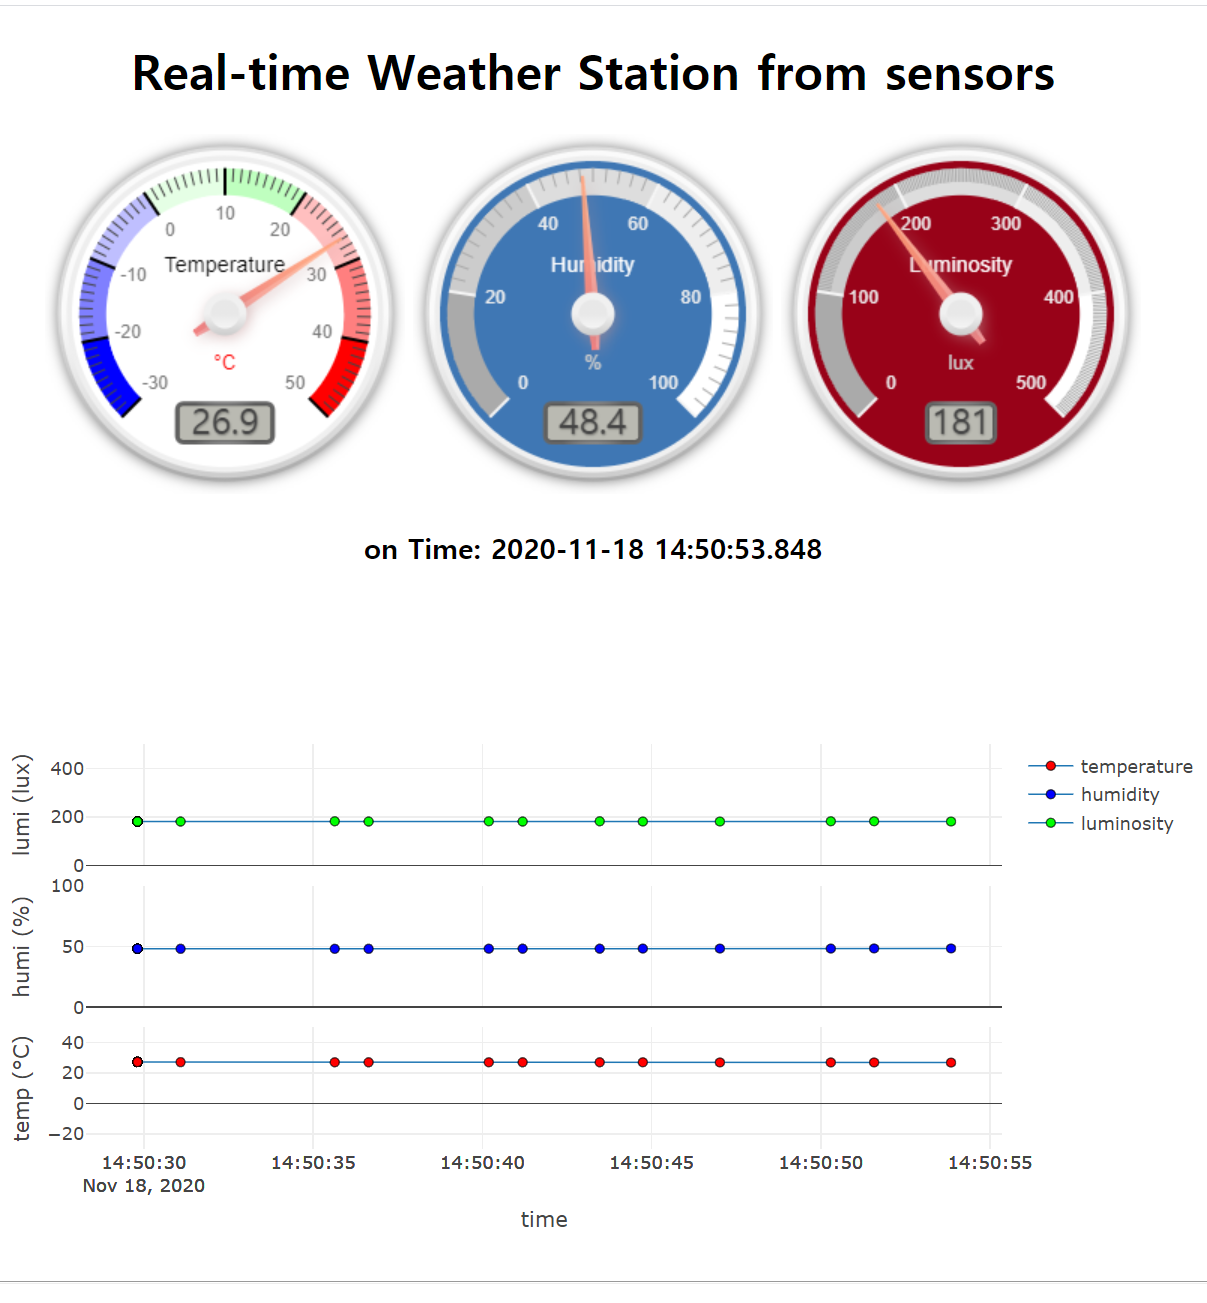 Real-time Weather Station from sensors
-30 -20 -10 0 10 20 30 40 50
Temperature
°C
26.9
0 20 40 60 80 100
Humidity
%
48.4
0 100 200 300 400 500
Luminosity
lux
181
on Time: 2020-11-18 14:50:53.848
lumi (lux)
400
200
0
humi (%)
100
50
0
temp (°C)
40
20
0
−20
14:50:30 14:50:35 14:50:40 14:50:45 14:50:50 14:50:55
Nov 18, 2020
time
temperature
humidity
luminosity